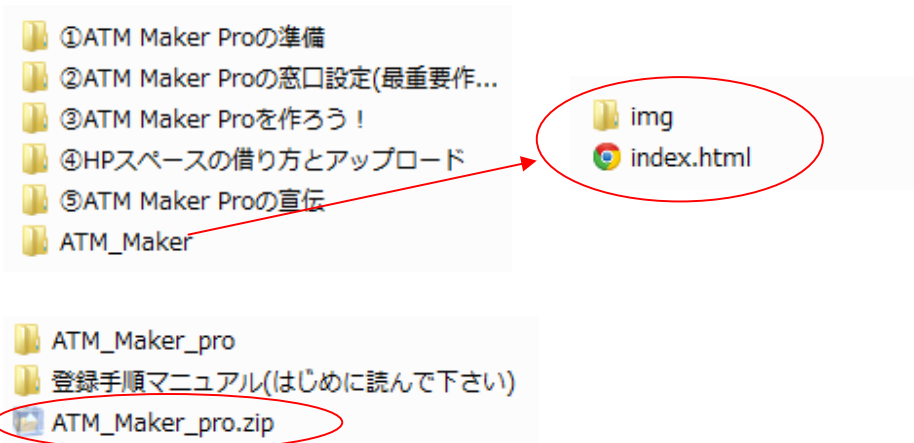 ①ATM Maker Proの準備
②ATM Maker Proの窓口設定(最重要作...
③ATM Maker Proを作ろう！
④HPスペースの借り方とアップロード
⑤ATM Maker Proの宣伝
ATM_Maker
img
index.html
ATM_Maker_pro
登録手順マニュアル(はじめに読んで下さい)
ATM_Maker_pro.zip